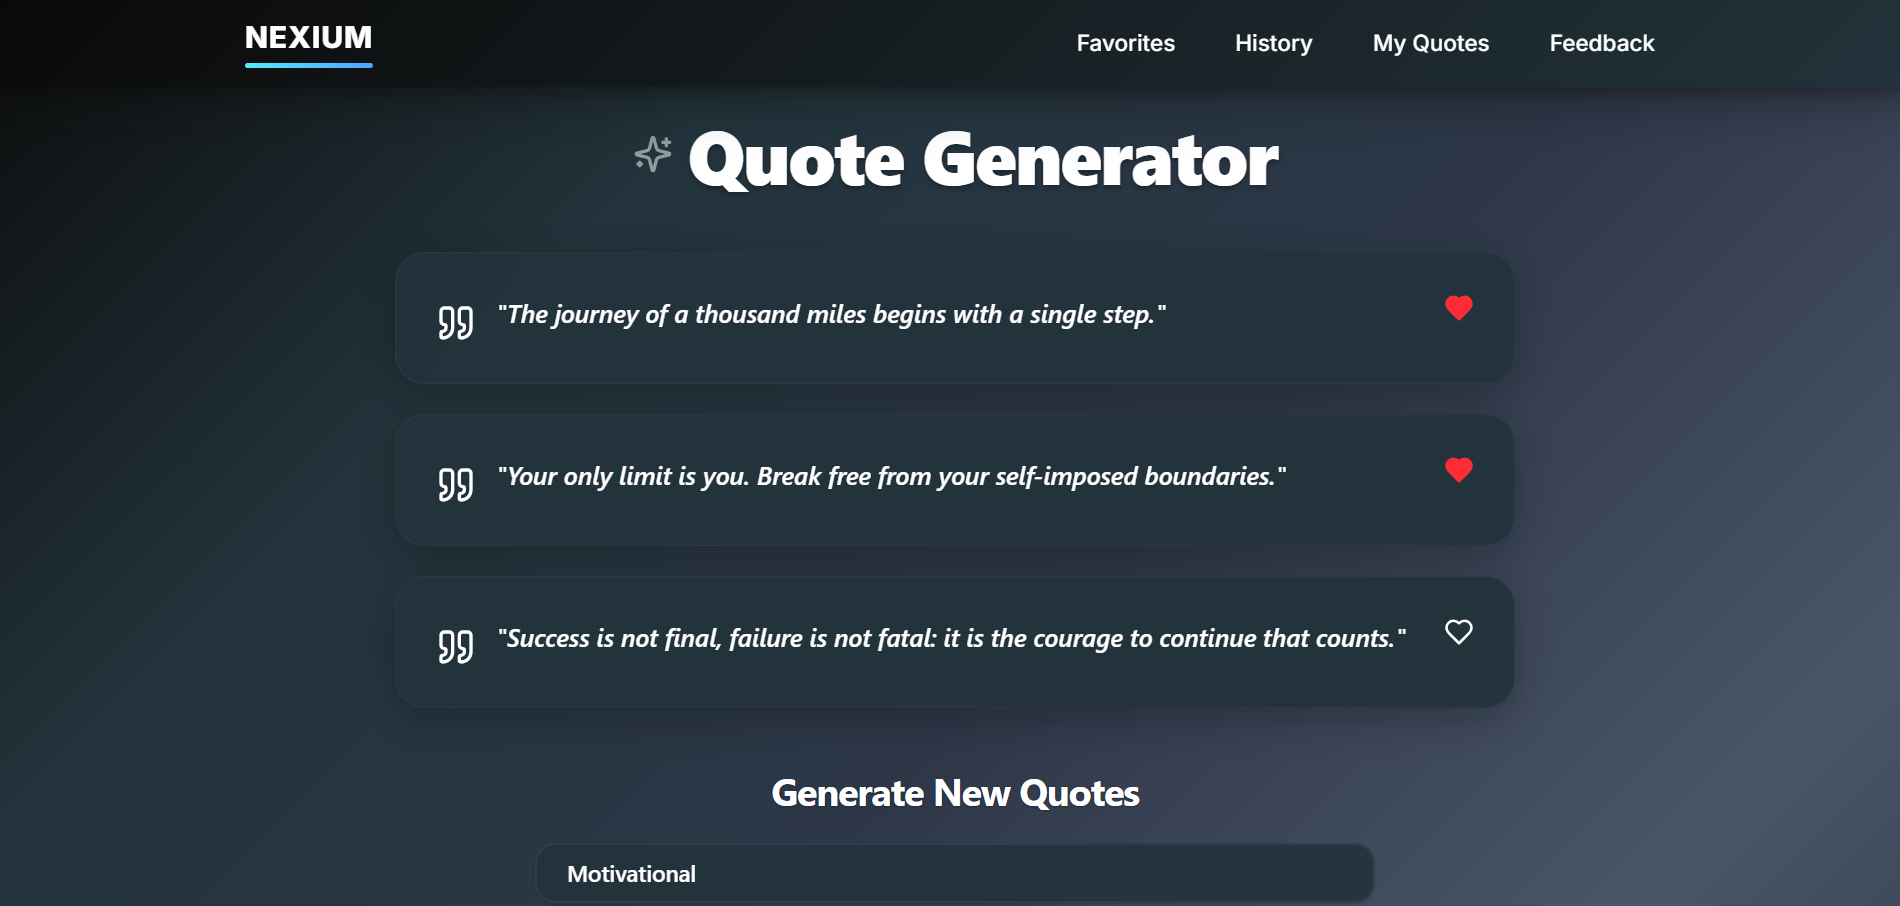 NEXIUM
Favorites
History
My Quotes
Feedback
Quote Generator
"The journey of a thousand miles begins with a single step."
"Your only limit is you. Break free from your self-imposed boundaries."
"Success is not final, failure is not fatal: it is the courage to continue that counts."
Generate New Quotes
Motivational